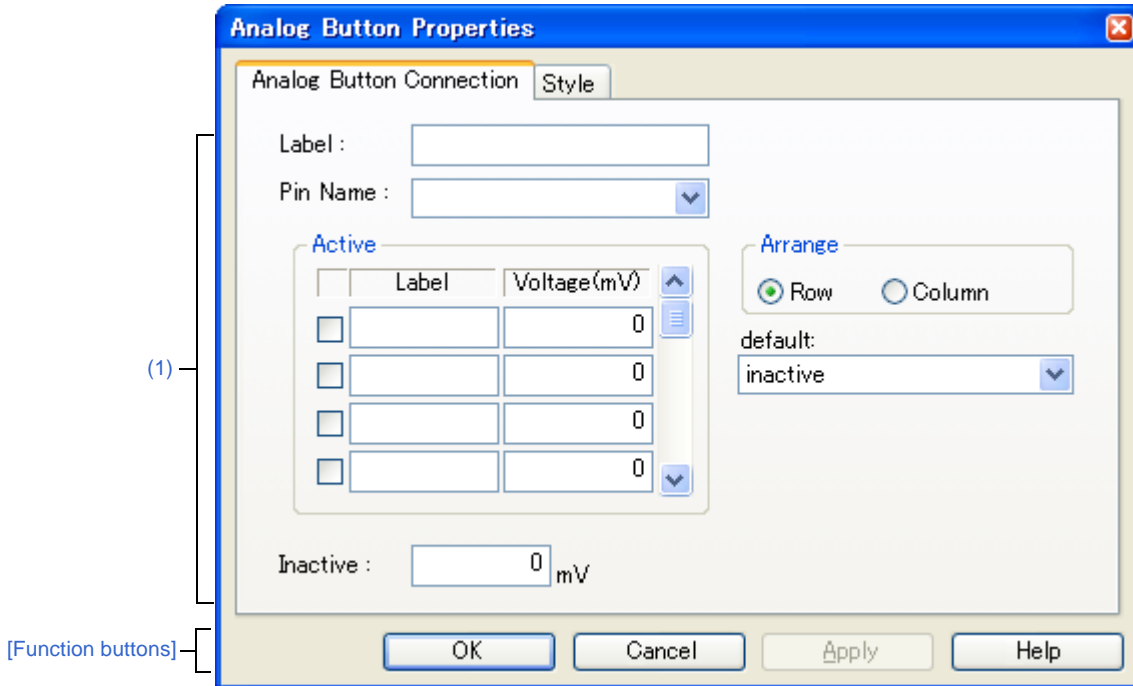 Analog Button Properties
Analog Button Connection
Style
Label :
Pin Name :
Active
Label
Voltage(mV)
0
0
0
0
Arrange
Row
Column
default:
inactive
Inactive :
0
mV
(1)
[Function buttons]
OK
Cancel
Apply
Help